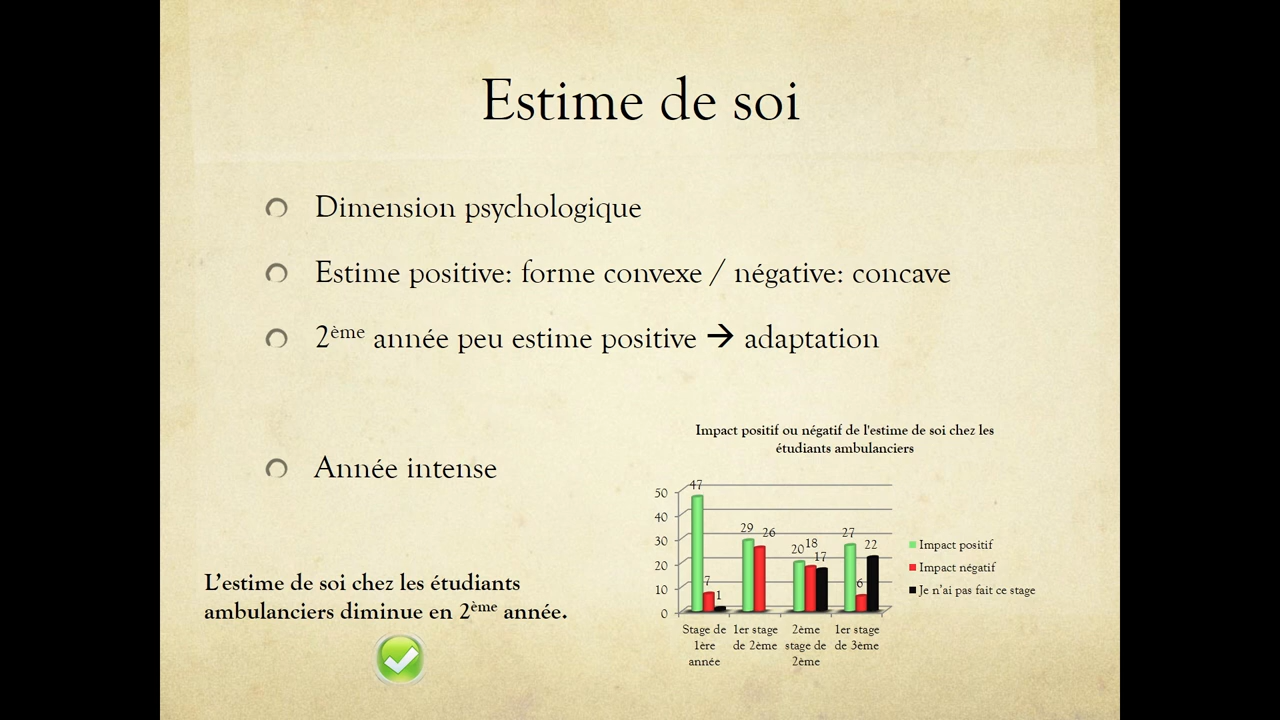 Estime de soi
Dimension psychologique
Estime positive: forme convexe / négative: concave
2ème année peu estime positive → adaptation
Année intense
L'estime de soi chez les étudiants
ambulanciers diminue en 2ème année.
Impact positif ou négatif de l'estime de soi chez les
étudiants ambulanciers
50
40
30
20
10
0
47
7
1
29
26
20
18
17
27
6
22
Stage de
1ère
année
1er stage
de 2ème
2ème
stage de
2ème
1er stage
de 3ème
Impact positif
Impact négatif
Je n'ai pas fait ce stage